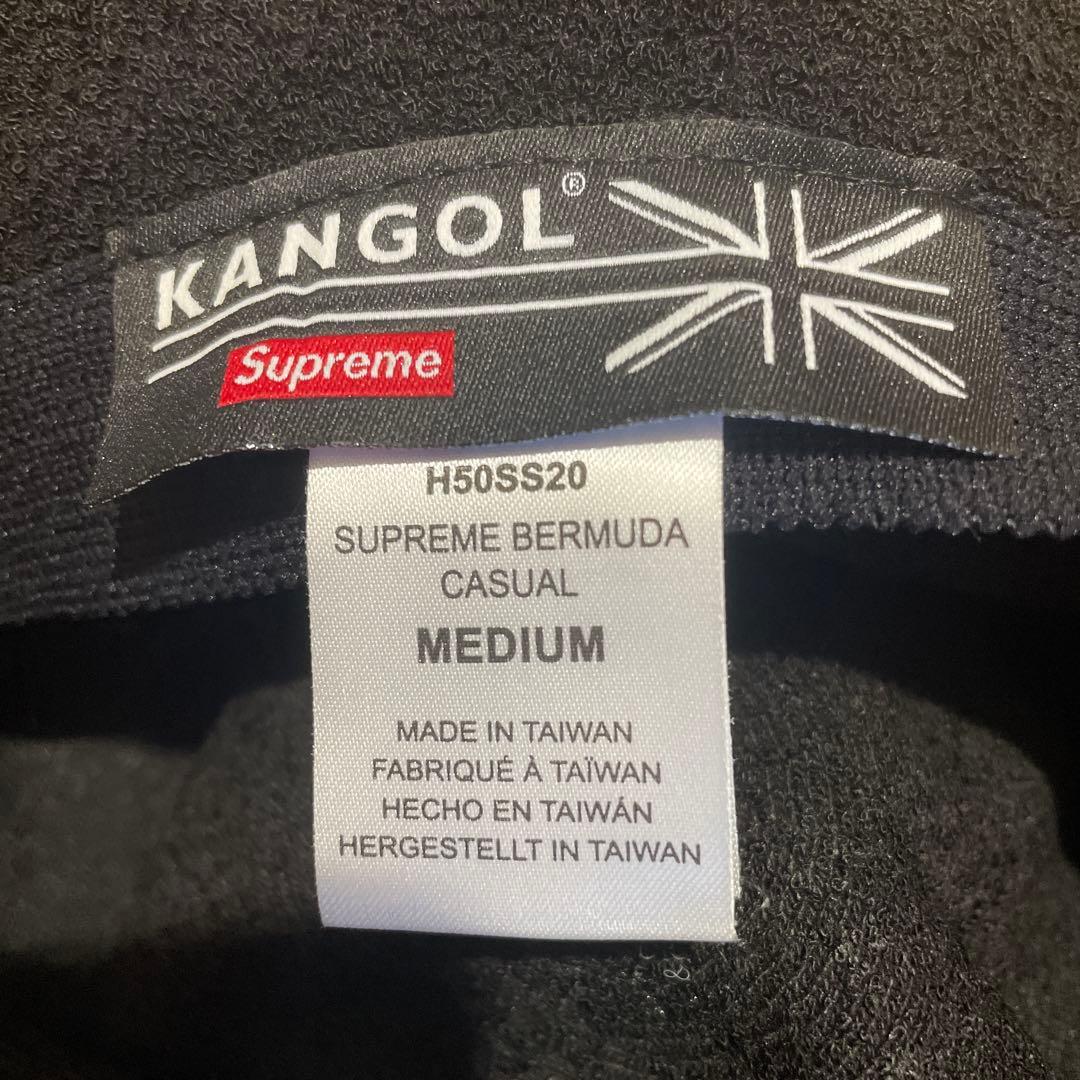 KANGOL®
Supreme
H50SS20
SUPREME BERMUDA
CASUAL
MEDIUM
MADE IN TAIWAN
FABRIQUÉ À TAÏWAN
HECHO EN TAIWÁN
HERGESTELLT IN TAIWAN